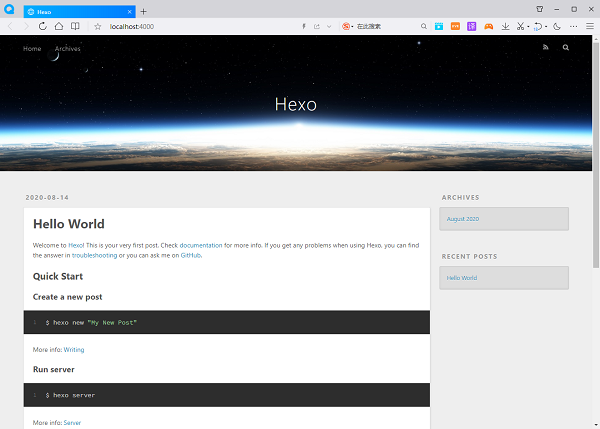 Hexo
localhost:4000
在此搜索
Home
Archives
Hexo
2020-08-14
Hello World
Welcome to Hexo! This is your very first post. Check documentation for more info. If you get any problems when using Hexo, you can find
the answer in troubleshooting or you can ask me on GitHub.
Quick Start
Create a new post
1 $ hexo new "My New Post"
More info: Writing
Run server
1 $ hexo server
More info: Server
ARCHIVES
August 2020
RECENT POSTS
Hello World